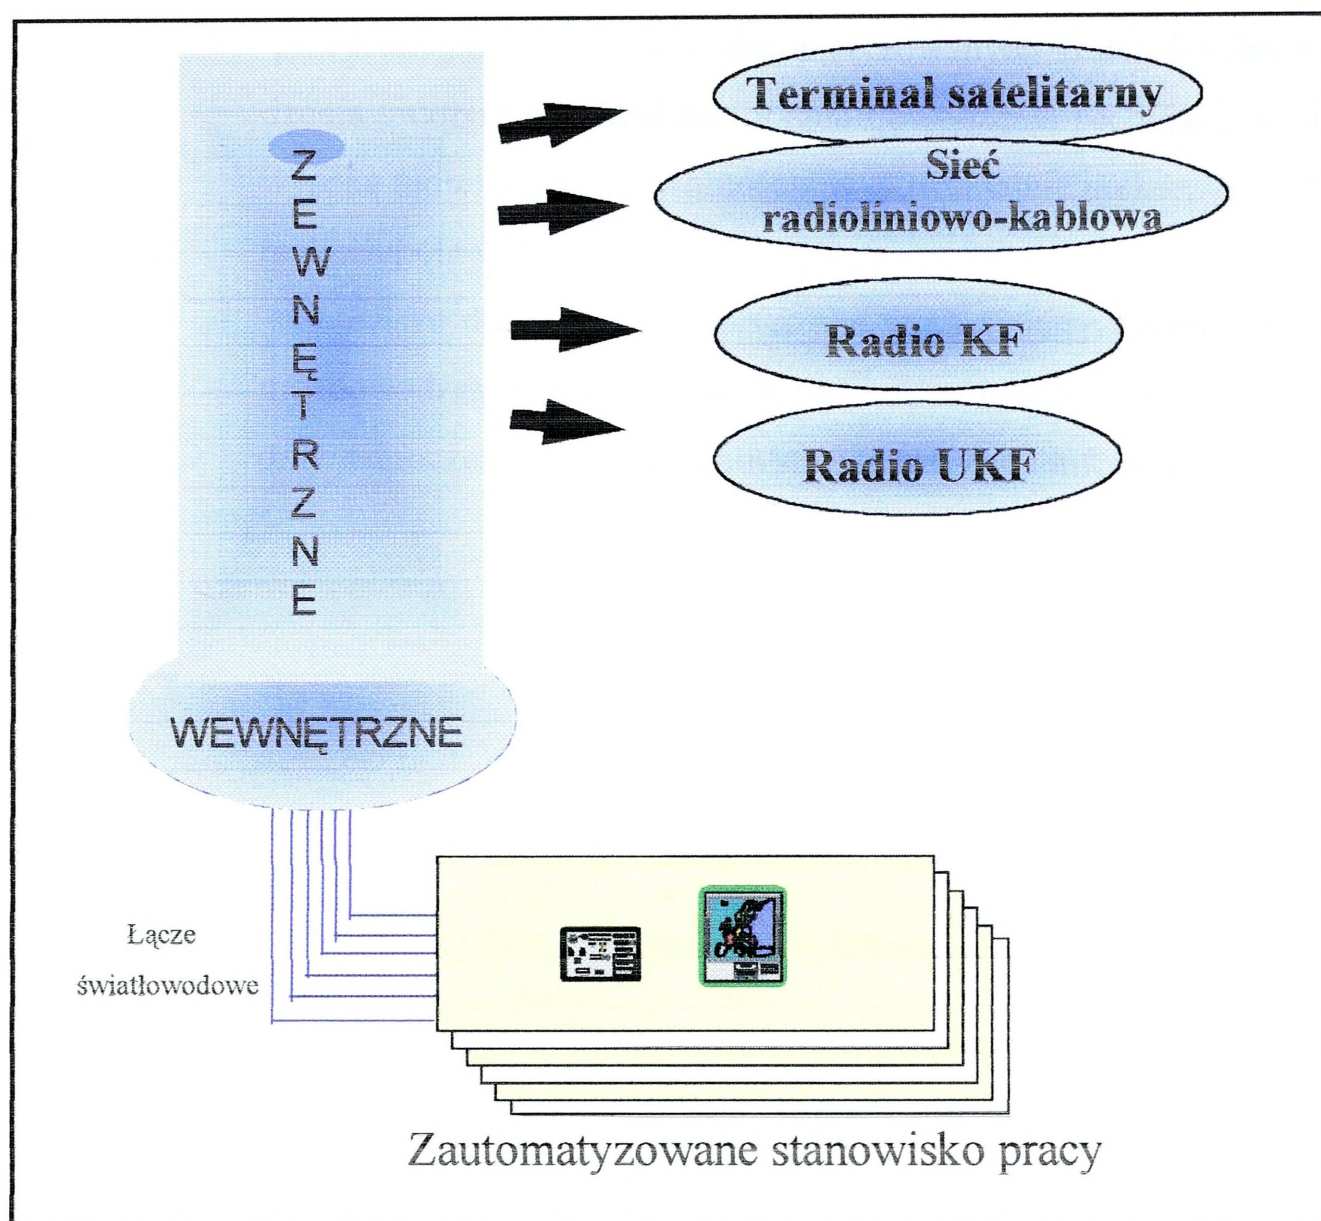 Terminal satelitarny
Sieć
radioliniowo-kablowa
Radio KF
Radio UKF
ZEWNĘTRZNE
WEWNĘTRZNE
Łącze
światłowodowe
Zautomatyzowane stanowisko pracy